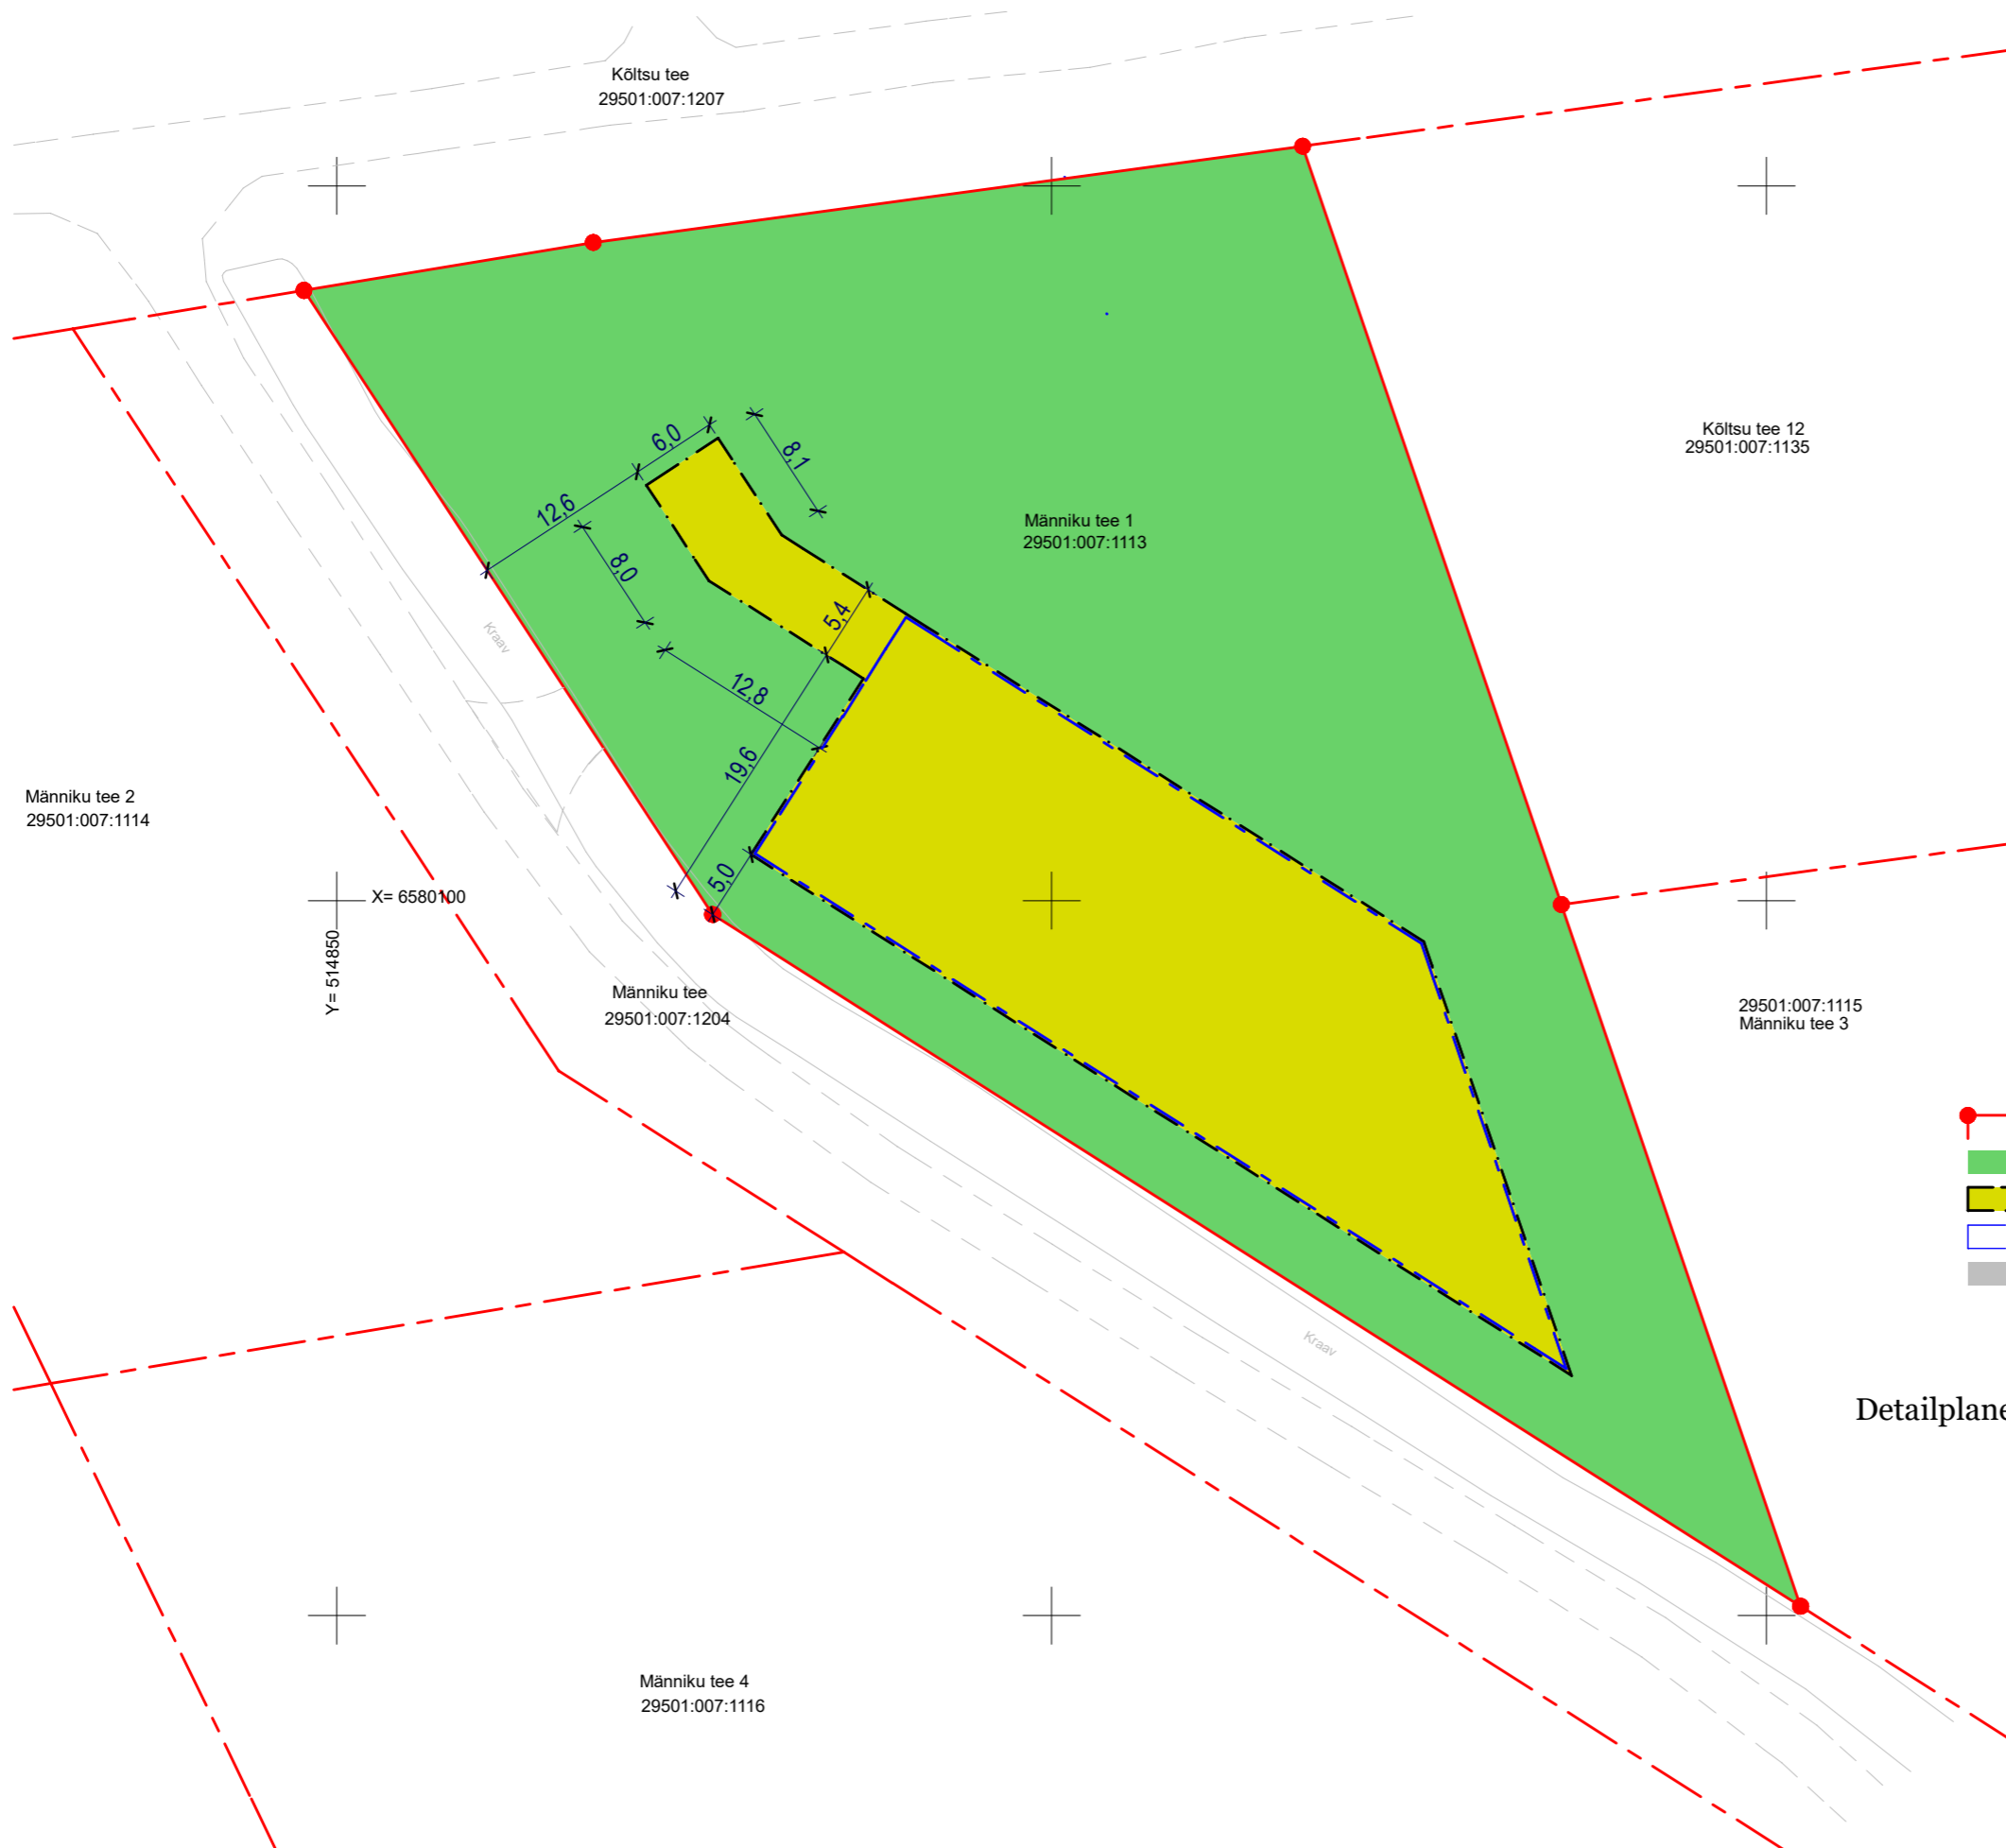 Kõltsu tee
29501:007:1207
Kõltsu tee 12
29501:007:1135
6,0
8,1
12,6
8,0
Männiku tee 1
29501:007:1113
5,4
Kraav
12,8
19,6
5,0
Männiku tee 2
29501:007:1114
X= 6580100
Y= 514850
Männiku tee
29501:007:1204
29501:007:1115
Männiku tee 3
Kraav
Detailplane
Männiku tee 4
29501:007:1116